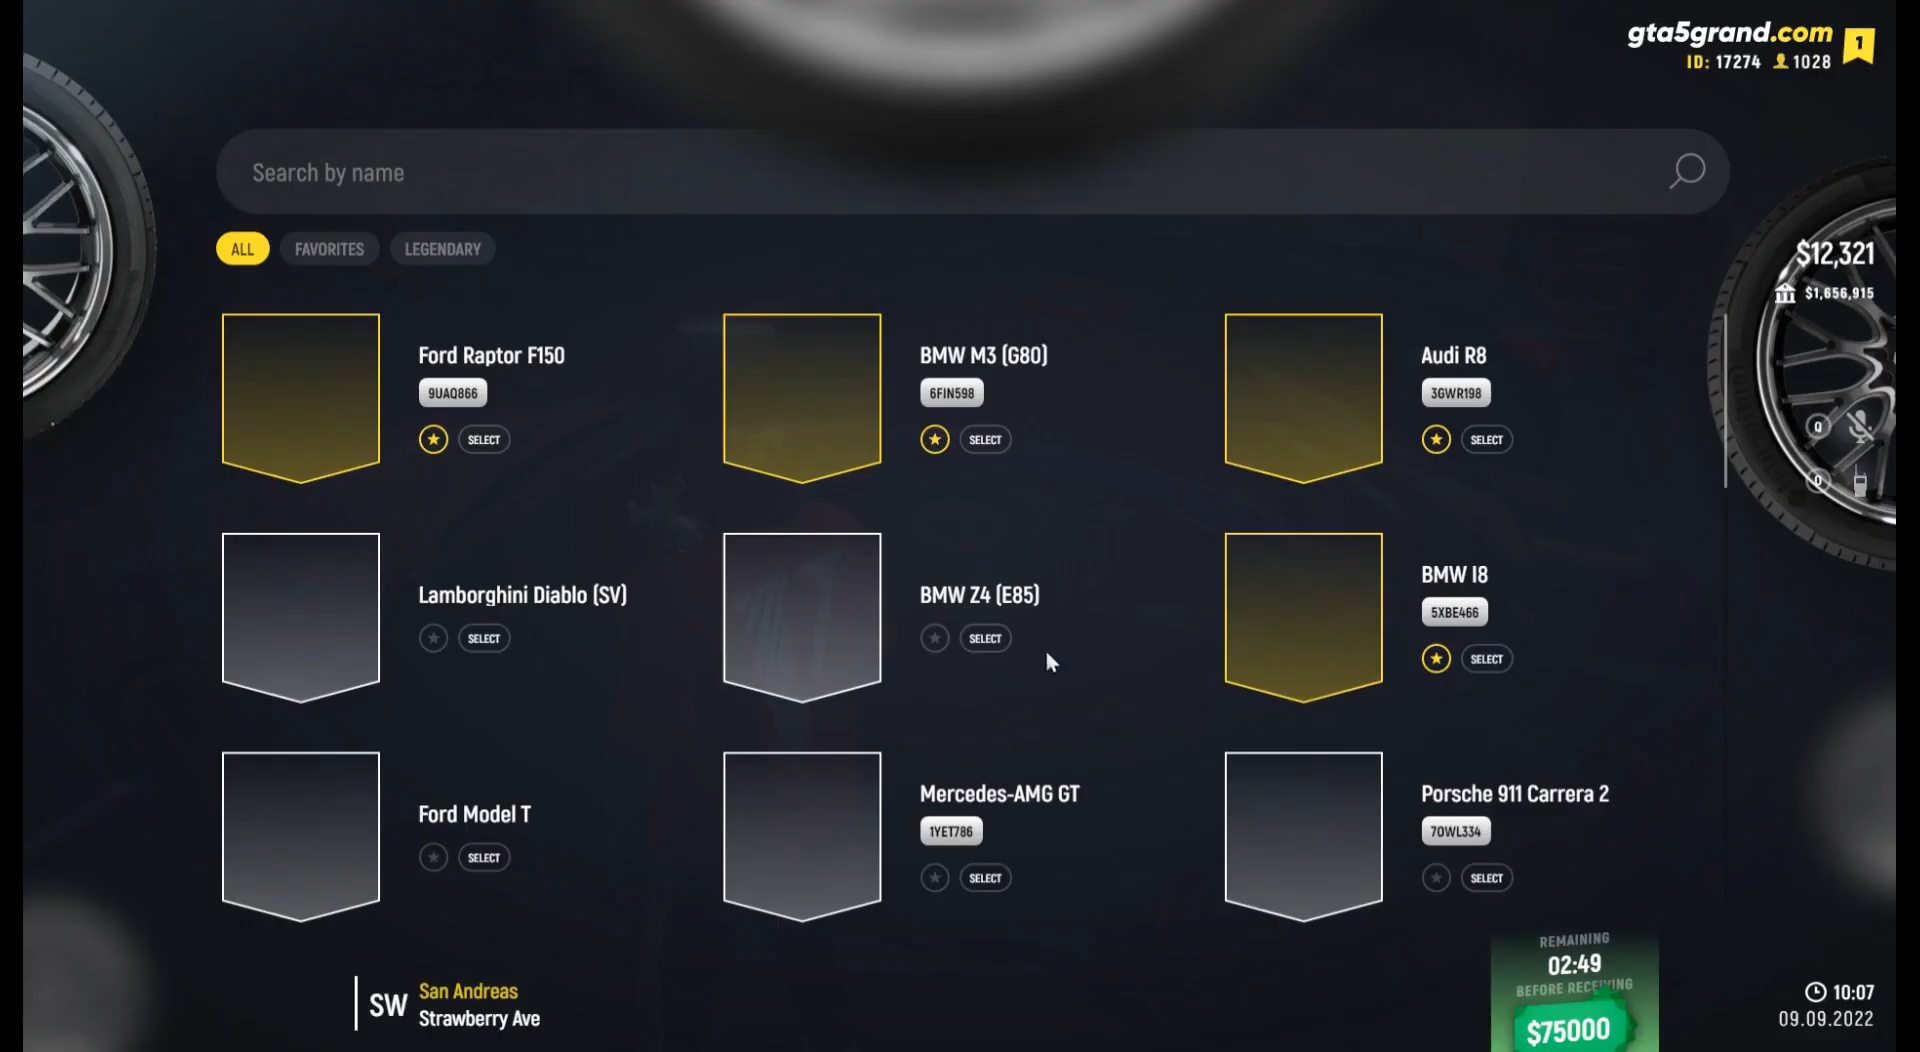 gta5grand.com
1
ID: 17274 1028
Search by name
ALL FAVORITES LEGENDARY
$12,321
$1,656,915
Ford Raptor F150
9UAQ866
SELECT
BMW M3 (G80)
6FIN598
SELECT
Audi R8
3GWR198
SELECT
Q
Q
Lamborghini Diablo (SV)
SELECT
BMW Z4 (E85)
SELECT
BMW I8
5XBE466
SELECT
Ford Model T
SELECT
Mercedes-AMG GT
1YET786
SELECT
Porsche 911 Carrera 2
7OWL334
SELECT
SW
San Andreas
Strawberry Ave
REMAINING
02:49
BEFORE RECEIVING
$75000
10:07
09.09.2022